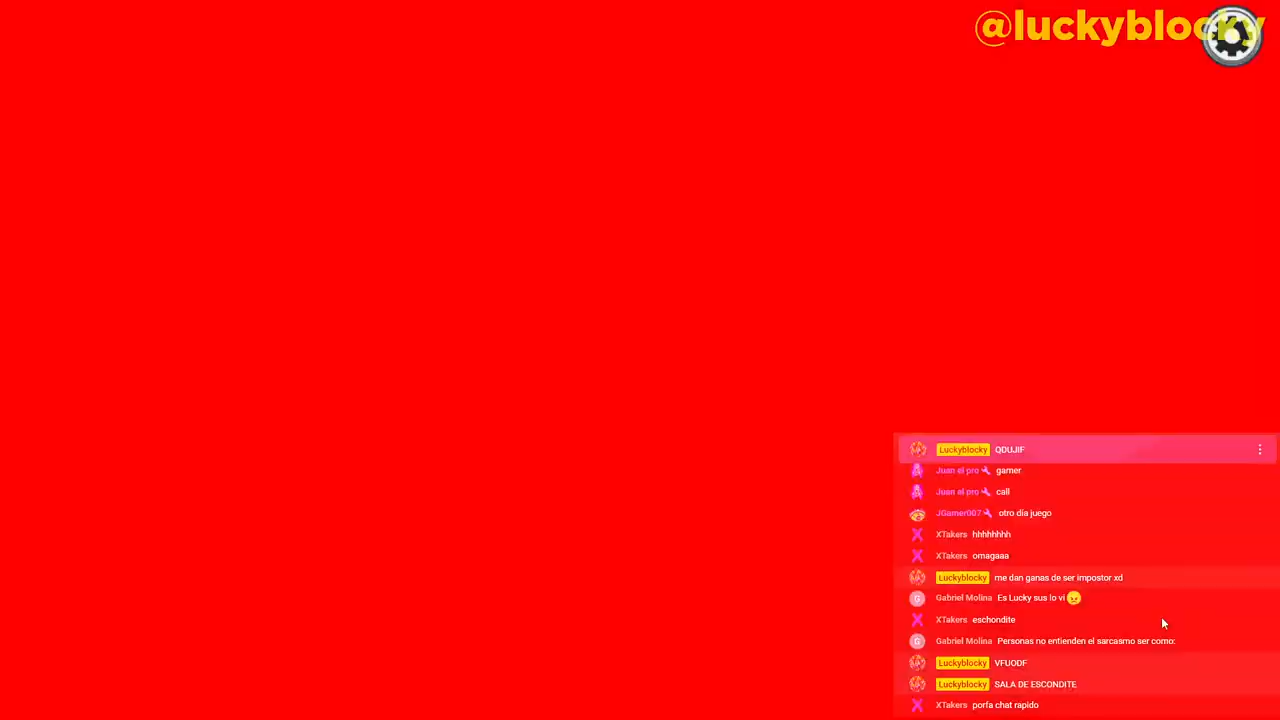 @luckyblocky
Luckyblocky QDUJIF
Juan el pro gamer
Juan el pro call
JGamer007 otro día juego
XTakers hhhhhhhh
XTakers omagaaa
Luckyblocky me dan ganas de ser impostor xd
Gabriel Molina Es Lucky sus lo vi
XTakers eschondite
Gabriel Molina Personas no entienden el sarcasmo ser como:
Luckyblocky VFUODF
Luckyblocky SALA DE ESCONDITE
XTakers porfa chat rapido